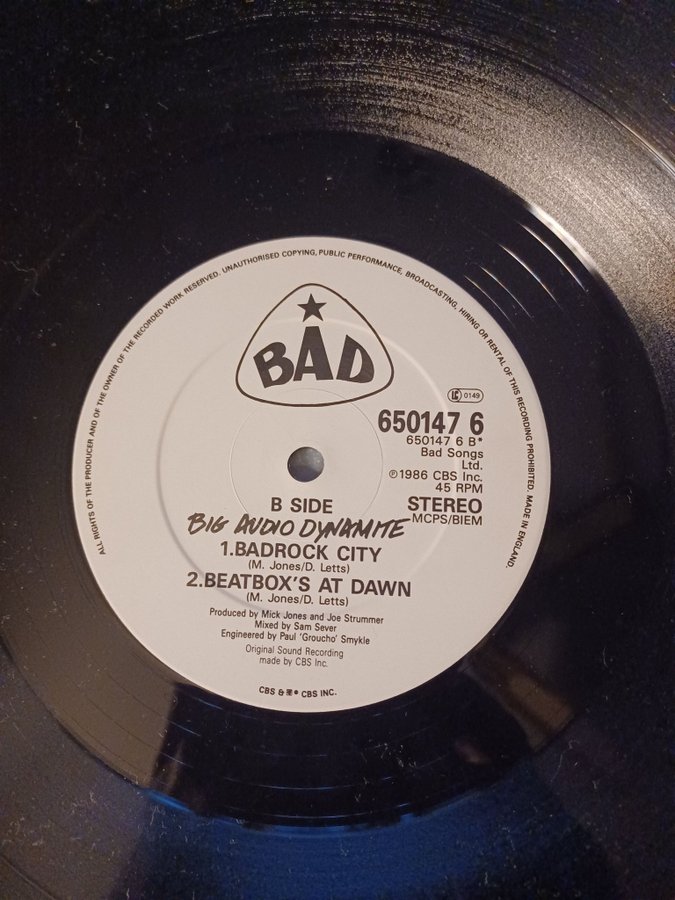 ALL RIGHTS OF THE PRODUCER AND OF THE OWNER OF THE RECORDED WORK RESERVED. UNAUTHORISED COPYING, PUBLIC PERFORMANCE, BROADCASTING, HIRING OR RENTAL OF THIS RECORDING PROHIBITED. MADE IN ENGLAND.
BAD
LC 0149
650147 6
650147 6 B*
Bad Songs
Ltd.
℗1986 CBS Inc.
45 RPM
B SIDE
STEREO
MCPS/BIEM
BIG AUDIO DYNAMITE
1.BADROCK CITY
(M. Jones/D. Letts)
2.BEATBOX'S AT DAWN
(M. Jones/D. Letts)
Produced by Mick Jones and Joe Strummer
Mixed by Sam Sever
Engineered by Paul 'Groucho' Smykle
Original Sound Recording
made by CBS Inc.
CBS & ® CBS INC.